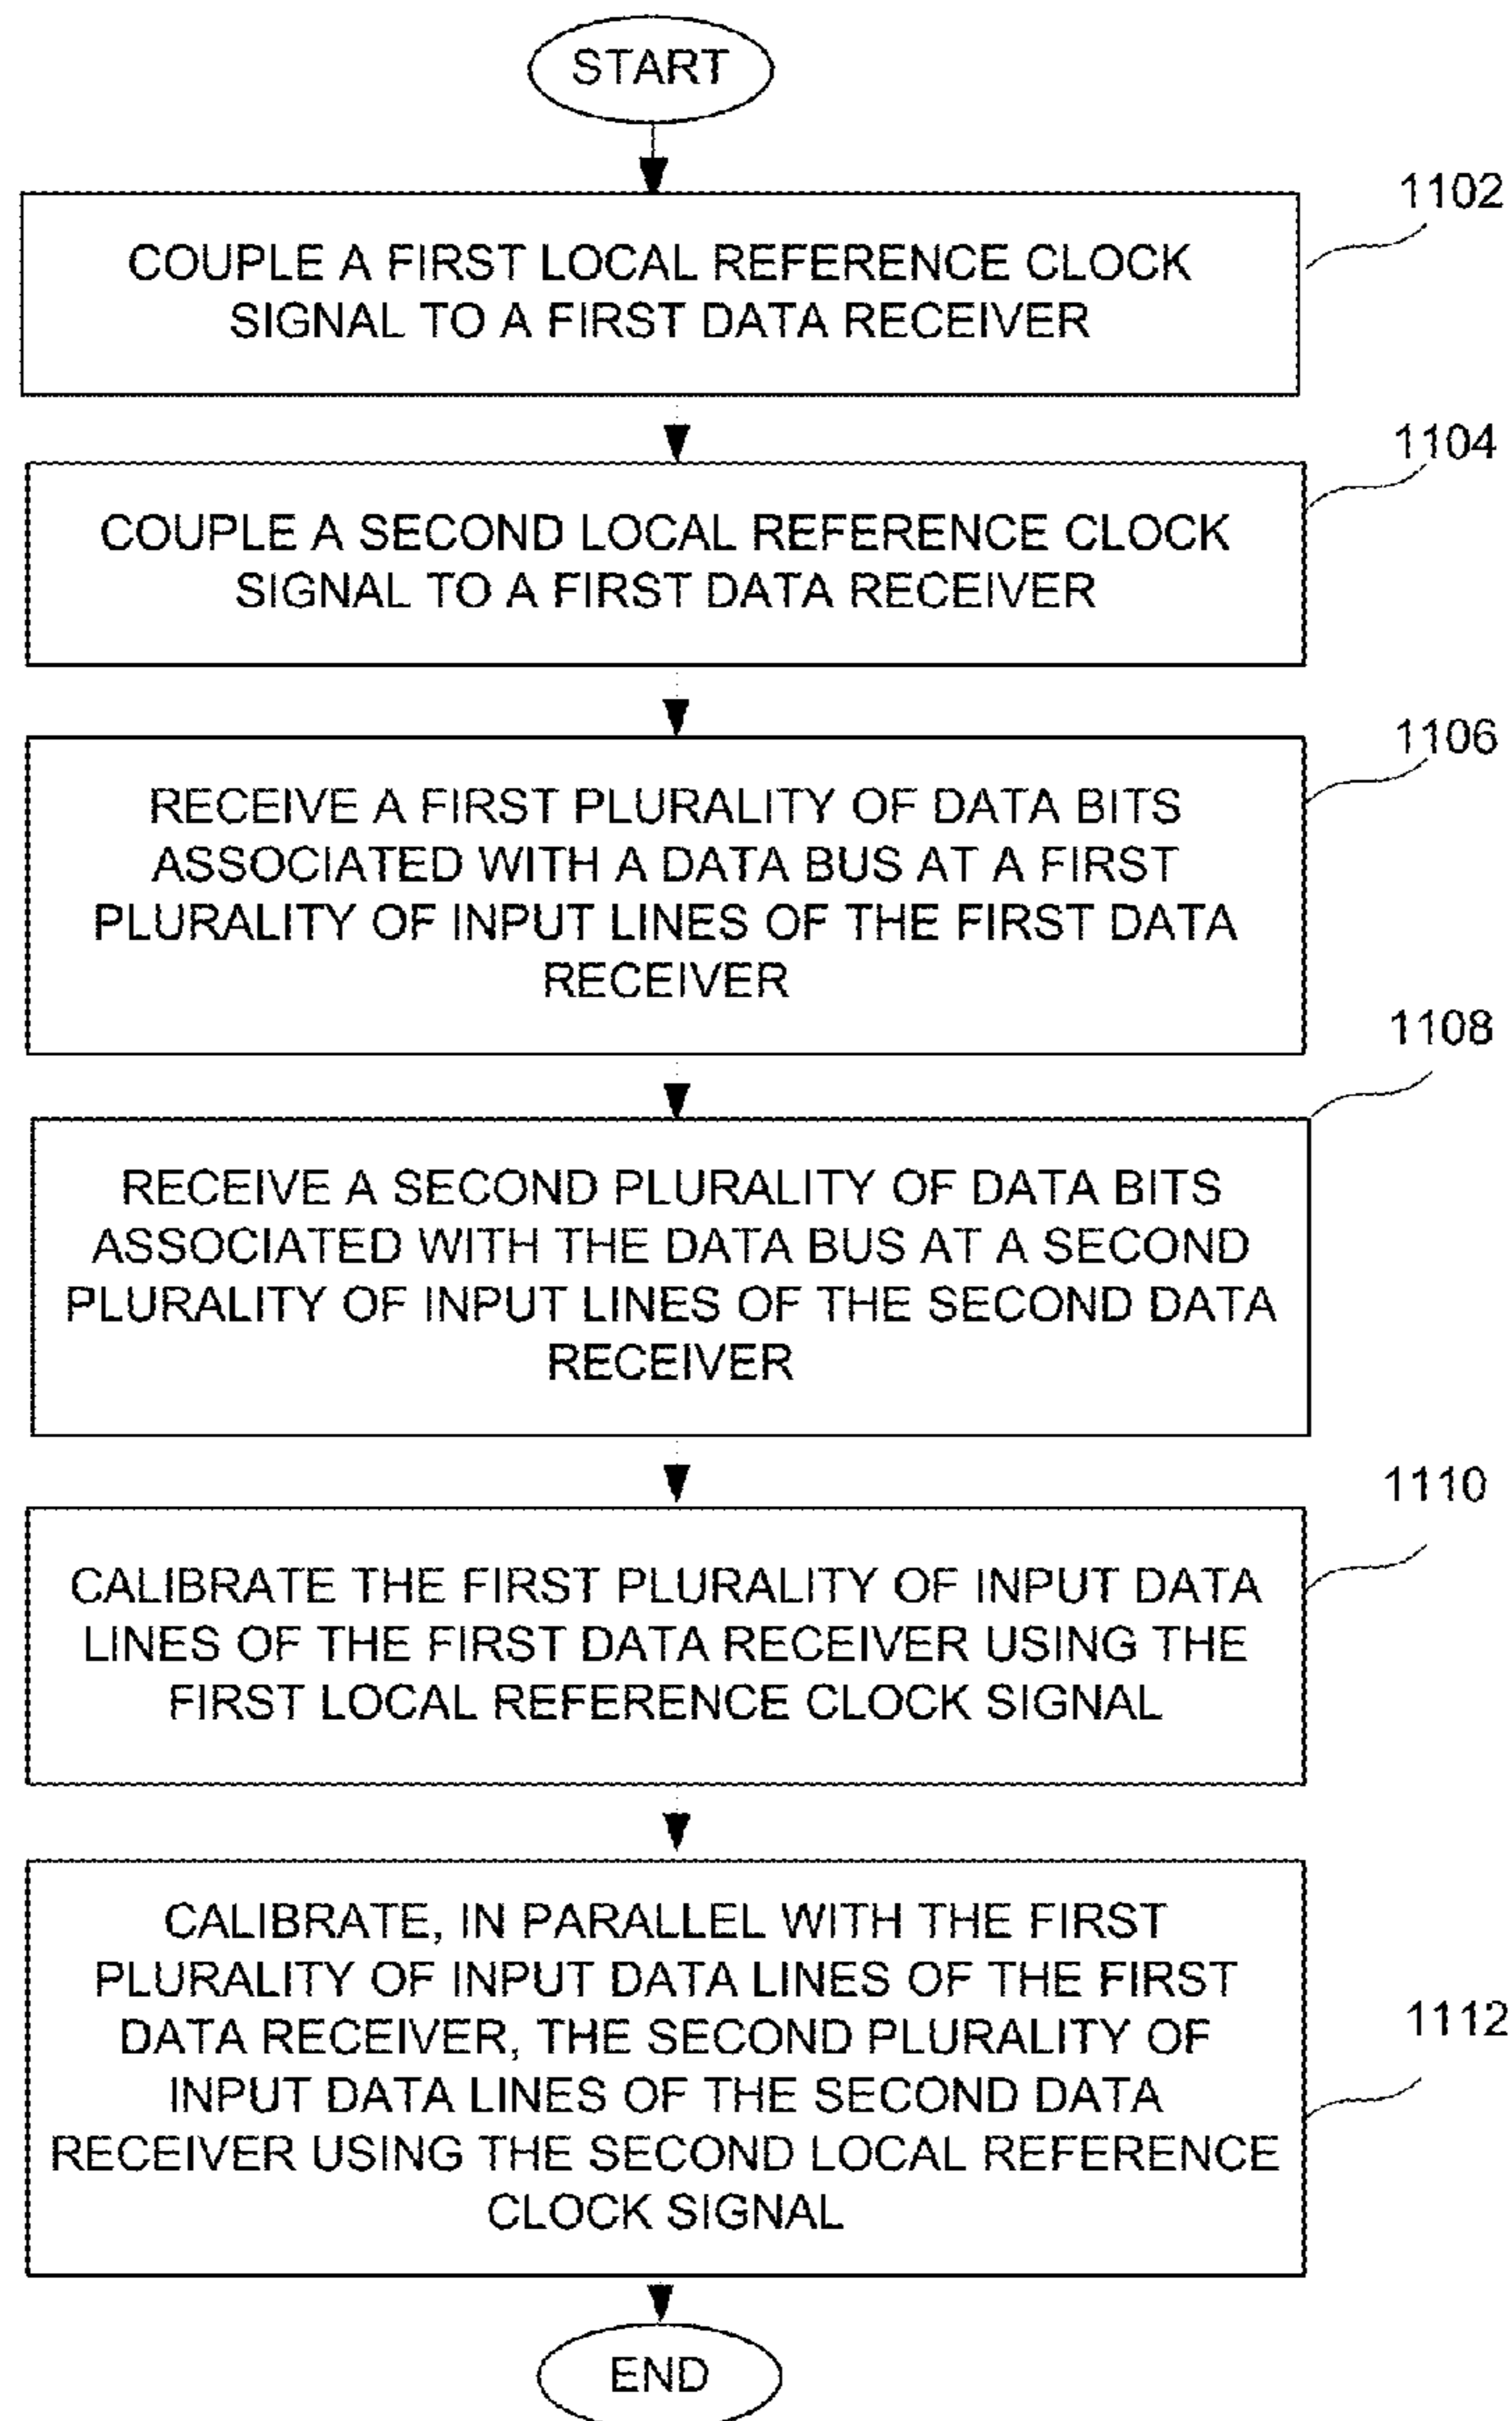 START
1102
COUPLE A FIRST LOCAL REFERENCE CLOCK
SIGNAL TO A FIRST DATA RECEIVER
1104
COUPLE A SECOND LOCAL REFERENCE CLOCK
SIGNAL TO A FIRST DATA RECEIVER
1106
RECEIVE A FIRST PLURALITY OF DATA BITS
ASSOCIATED WITH A DATA BUS AT A FIRST
PLURALITY OF INPUT LINES OF THE FIRST DATA
RECEIVER
1108
RECEIVE A SECOND PLURALITY OF DATA BITS
ASSOCIATED WITH THE DATA BUS AT A SECOND
PLURALITY OF INPUT LINES OF THE SECOND DATA
RECEIVER
1110
CALIBRATE THE FIRST PLURALITY OF INPUT DATA
LINES OF THE FIRST DATA RECEIVER USING THE
FIRST LOCAL REFERENCE CLOCK SIGNAL
1112
CALIBRATE, IN PARALLEL WITH THE FIRST
PLURALITY OF INPUT DATA LINES OF THE FIRST
DATA RECEIVER, THE SECOND PLURALITY OF
INPUT DATA LINES OF THE SECOND DATA
RECEIVER USING THE SECOND LOCAL REFERENCE
CLOCK SIGNAL
END